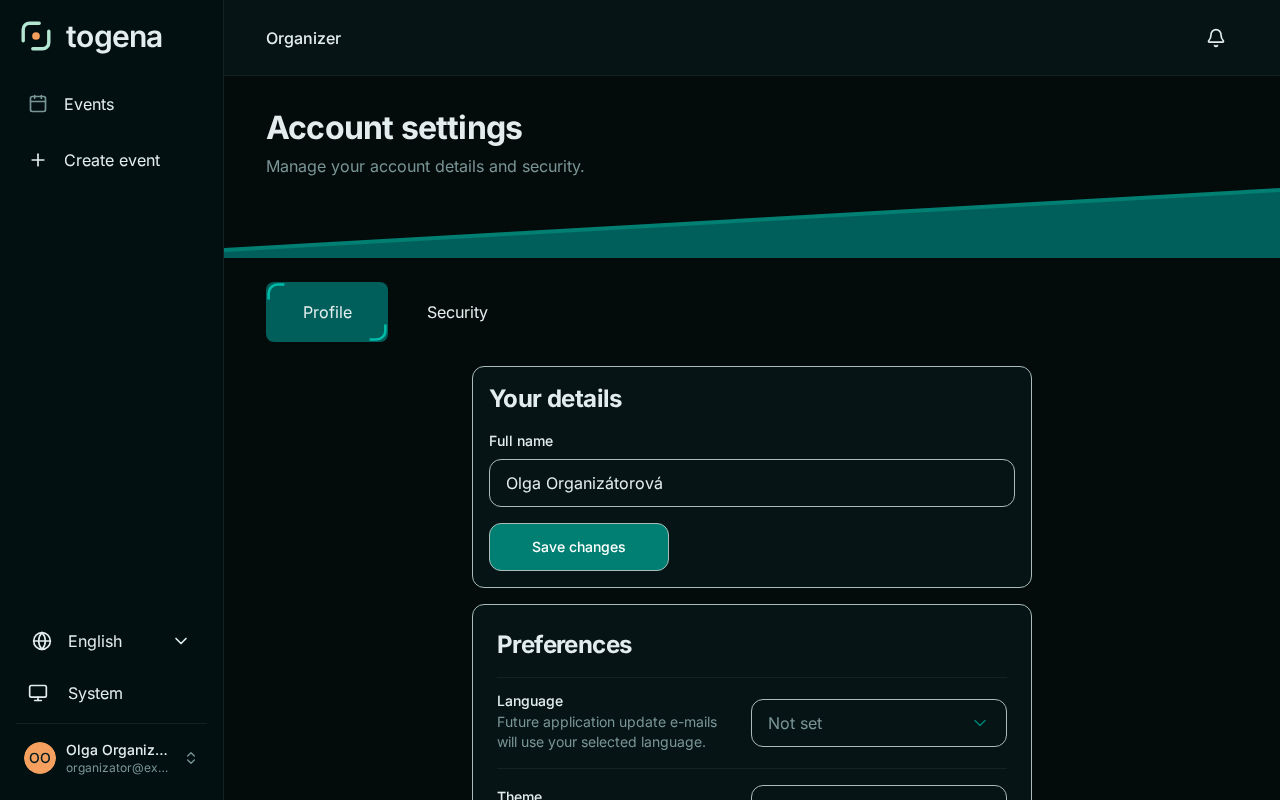 togena
Organizer
Events
Create event
Account settings
Manage your account details and security.
Profile
Security
Your details
Full name
Olga Organizátorová
Save changes
Preferences
Language
Future application update e-mails
will use your selected language.
Not set
Theme
English
System
OO
Olga Organiz...
organizator@ex...